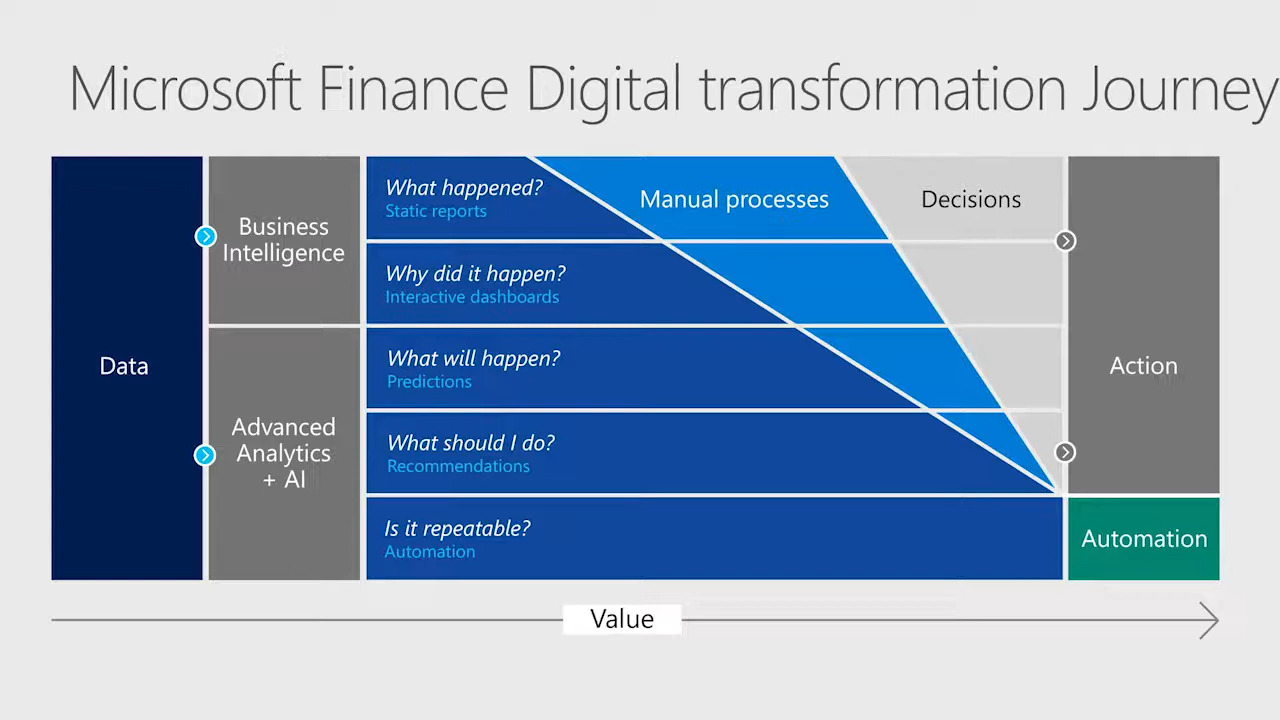 Microsoft Finance Digital transformation Journey
Data
Business
Intelligence
Advanced
Analytics
+ AI
What happened?
Static reports
Why did it happen?
Interactive dashboards
What will happen?
Predictions
What should I do?
Recommendations
Is it repeatable?
Automation
Manual processes
Decisions
Action
Automation
Value